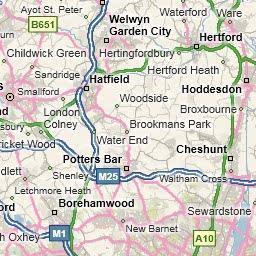 Ayot St. Peter
Welwyn
Garden City
Waterford
Ware
B651
Hertford
Hertingfordbury
Childwick Green
Sandridge
Hatfield
Hertford Heath
Hoddesdon
Smallford
Woodside
Broxbourne
London
Colney
Brookmans Park
Water End
Cheshunt
Potters Bar
Shenley
M25
Waltham Cross
Letchmore Heath
Borehamwood
Sewardstone
M1
New Barnet
A10